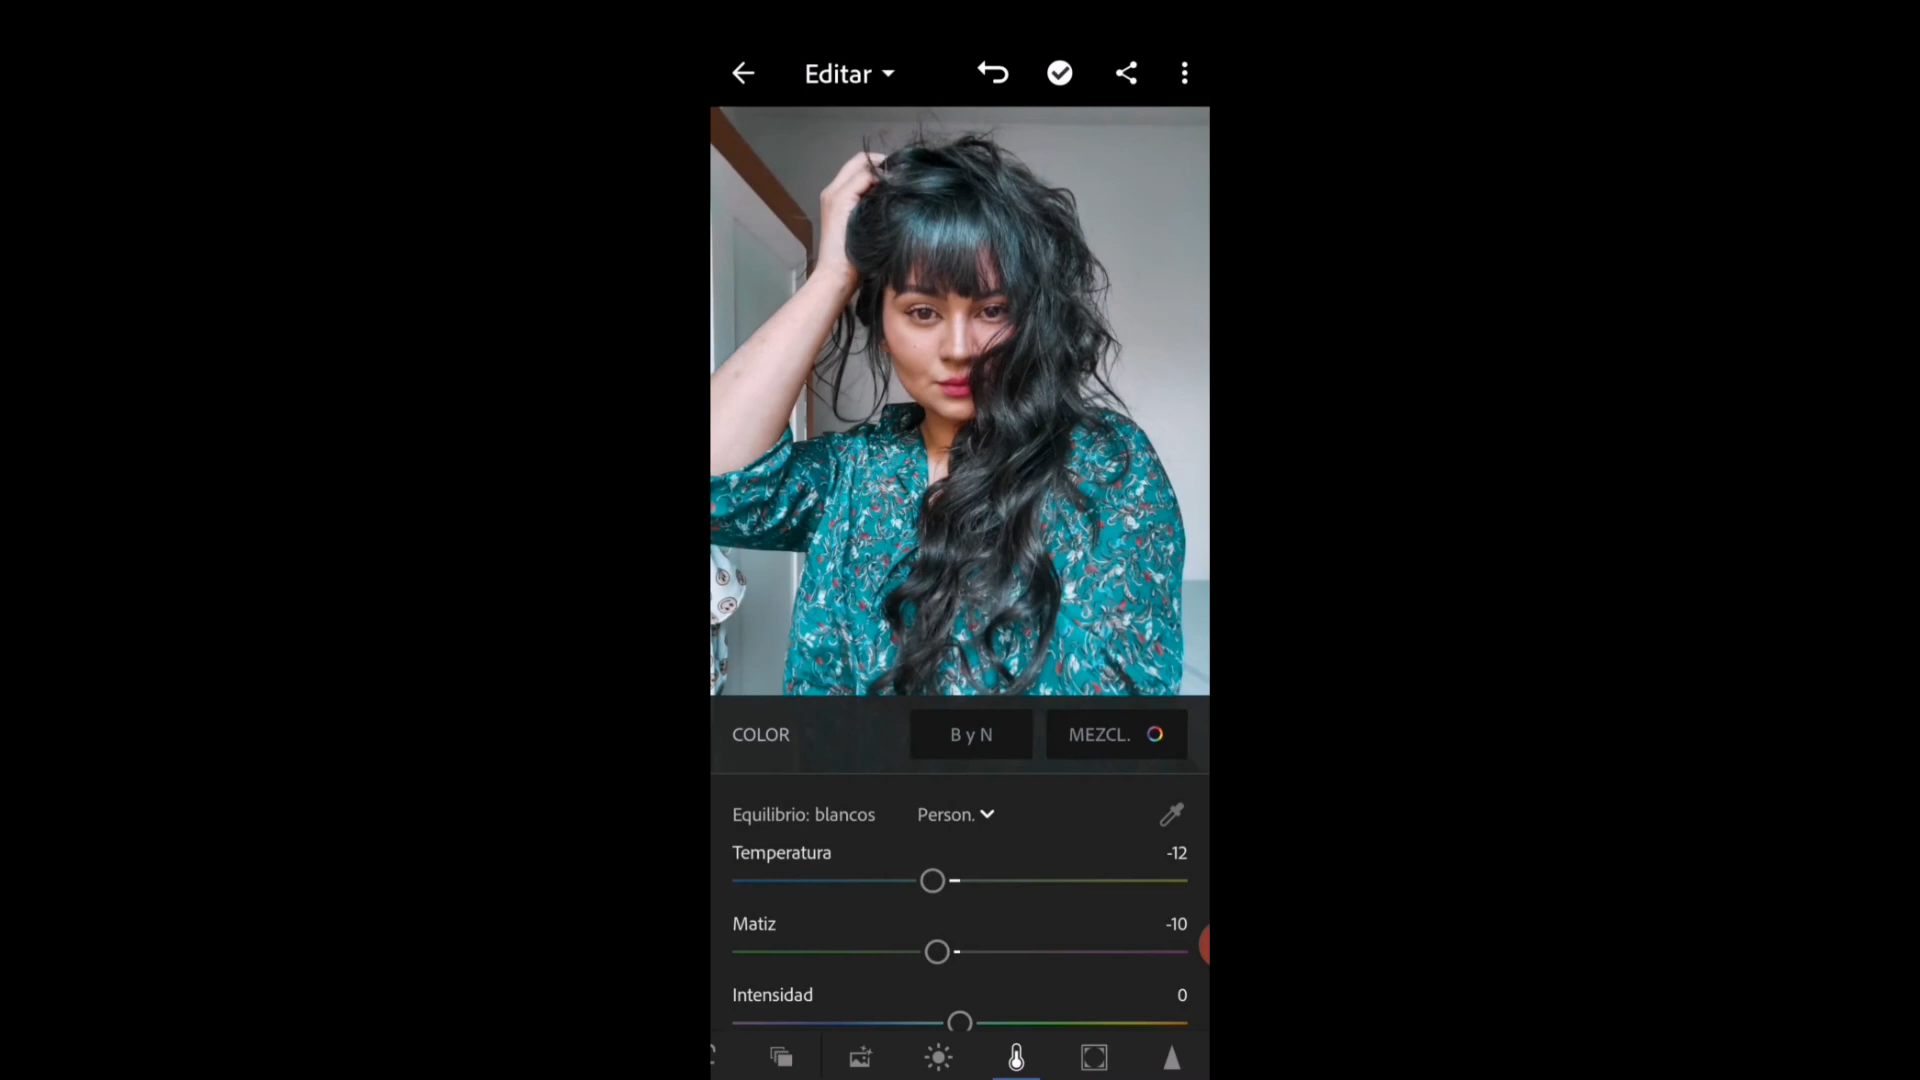 Editar
COLOR
B y N
MEZCL.
Equilibrio: blancos
Person.
Temperatura
-12
Matiz
-10
Intensidad
0